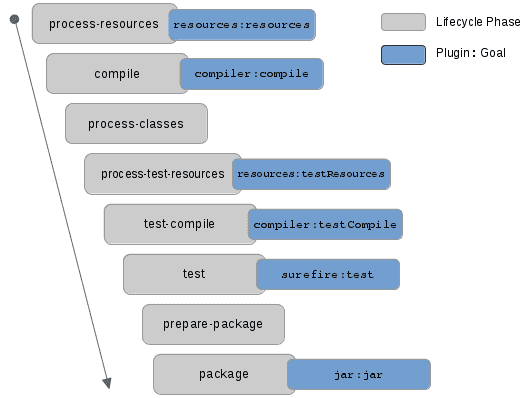 process-resources resources:resources
Lifecycle Phase
compile compiler:compile
Plugin: Goal
process-classes
process-test-resources resources:testResources
test-compile compiler:testCompile
test surefire:test
prepare-package
package jar:jar